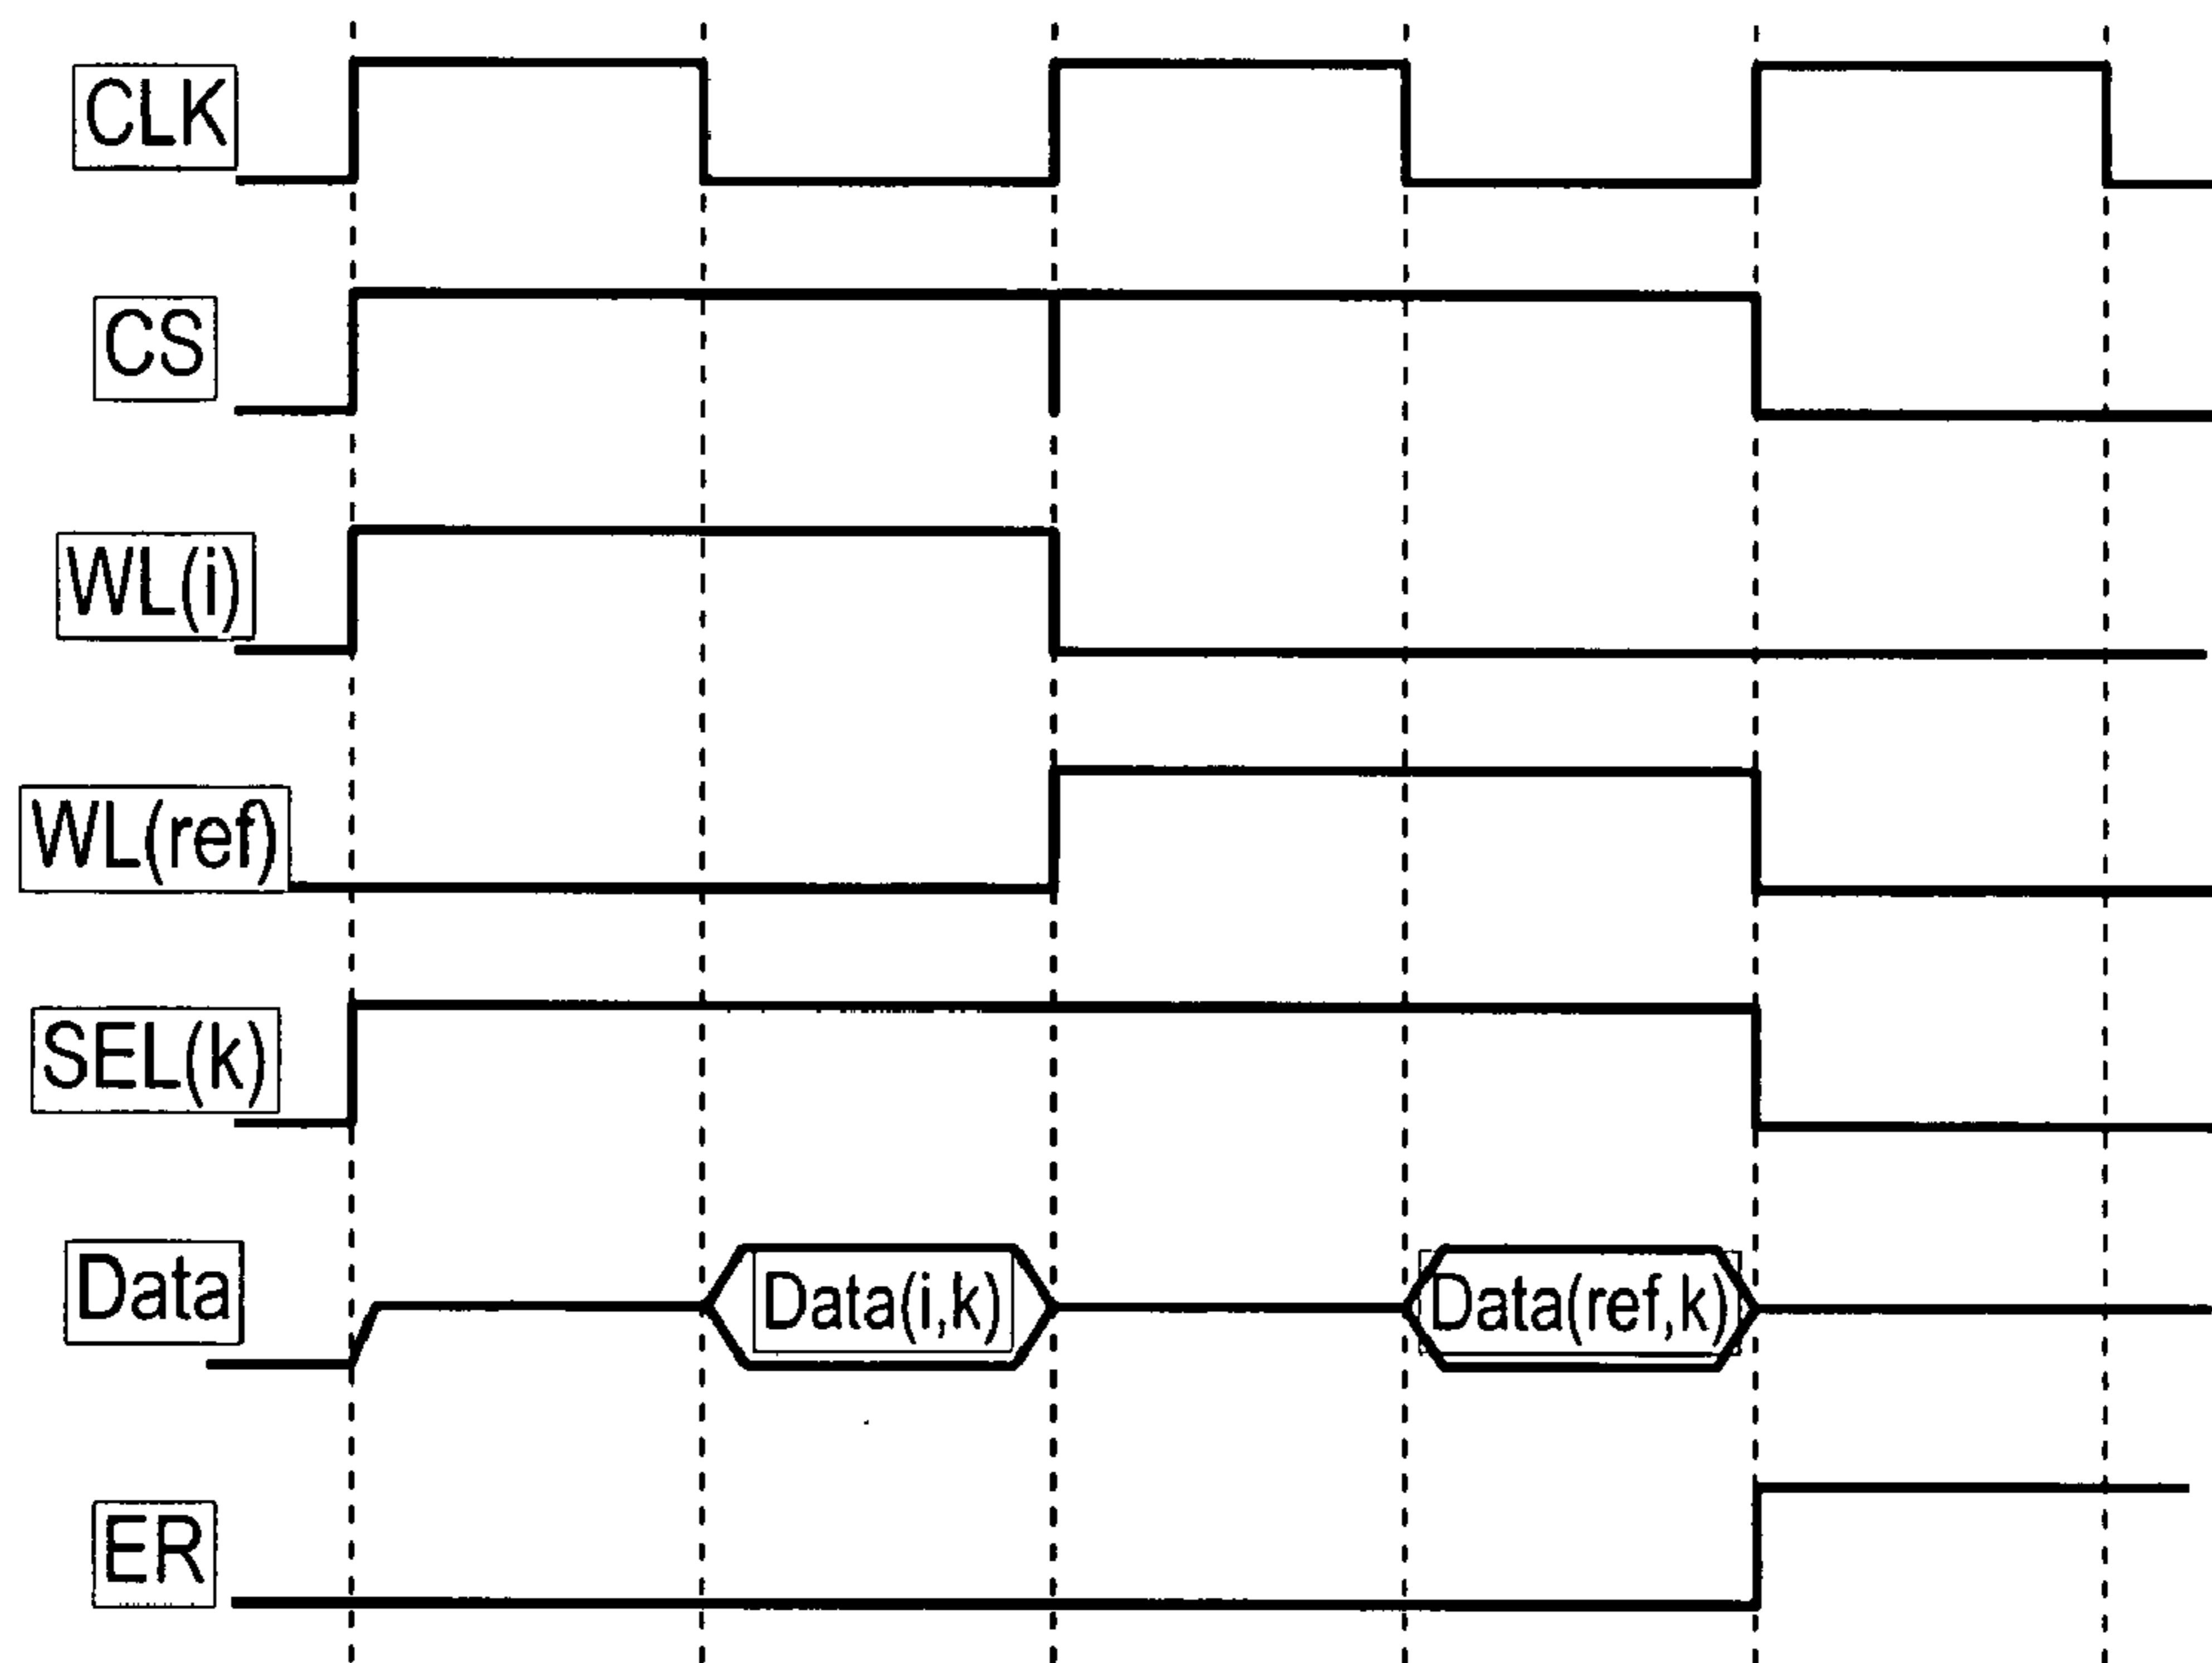 CLK
CS
WL(i)
WL(ref)
SEL(k)
Data
Data(i,k)
Data(ref,k)
ER